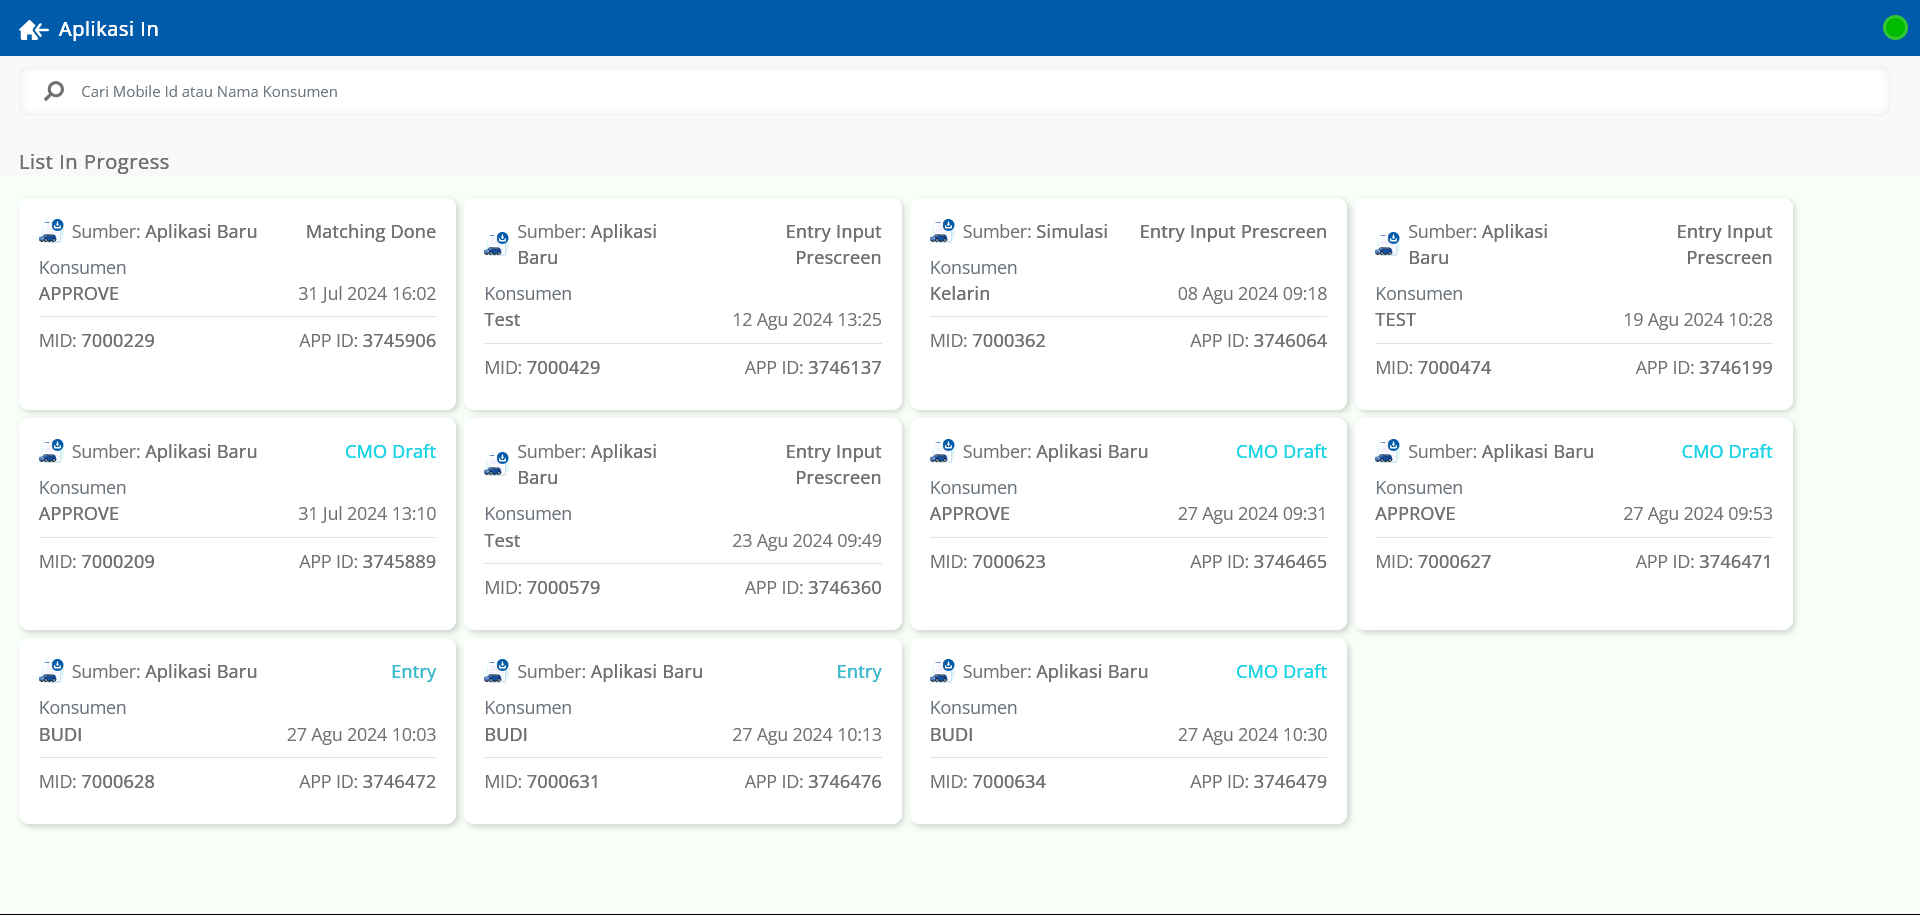 Aplikasi In
Cari Mobile Id atau Nama Konsumen
List In Progress
Sumber: Aplikasi Baru Matching Done
Konsumen
APPROVE 31 Jul 2024 16:02
MID: 7000229 APP ID: 3745906
Sumber: Aplikasi Entry Input
Baru Prescreen
Konsumen
Test 12 Agu 2024 13:25
MID: 7000429 APP ID: 3746137
Sumber: Simulasi Entry Input Prescreen
Konsumen
Kelarin 08 Agu 2024 09:18
MID: 7000362 APP ID: 3746064
Sumber: Aplikasi Entry Input
Baru Prescreen
Konsumen
TEST 19 Agu 2024 10:28
MID: 7000474 APP ID: 3746199
Sumber: Aplikasi Baru CMO Draft
Konsumen
APPROVE 31 Jul 2024 13:10
MID: 7000209 APP ID: 3745889
Sumber: Aplikasi Entry Input
Baru Prescreen
Konsumen
Test 23 Agu 2024 09:49
MID: 7000579 APP ID: 3746360
Sumber: Aplikasi Baru CMO Draft
Konsumen
APPROVE 27 Agu 2024 09:31
MID: 7000623 APP ID: 3746465
Sumber: Aplikasi Baru CMO Draft
Konsumen
APPROVE 27 Agu 2024 09:53
MID: 7000627 APP ID: 3746471
Sumber: Aplikasi Baru Entry
Konsumen
BUDI 27 Agu 2024 10:03
MID: 7000628 APP ID: 3746472
Sumber: Aplikasi Baru Entry
Konsumen
BUDI 27 Agu 2024 10:13
MID: 7000631 APP ID: 3746476
Sumber: Aplikasi Baru CMO Draft
Konsumen
BUDI 27 Agu 2024 10:30
MID: 7000634 APP ID: 3746479